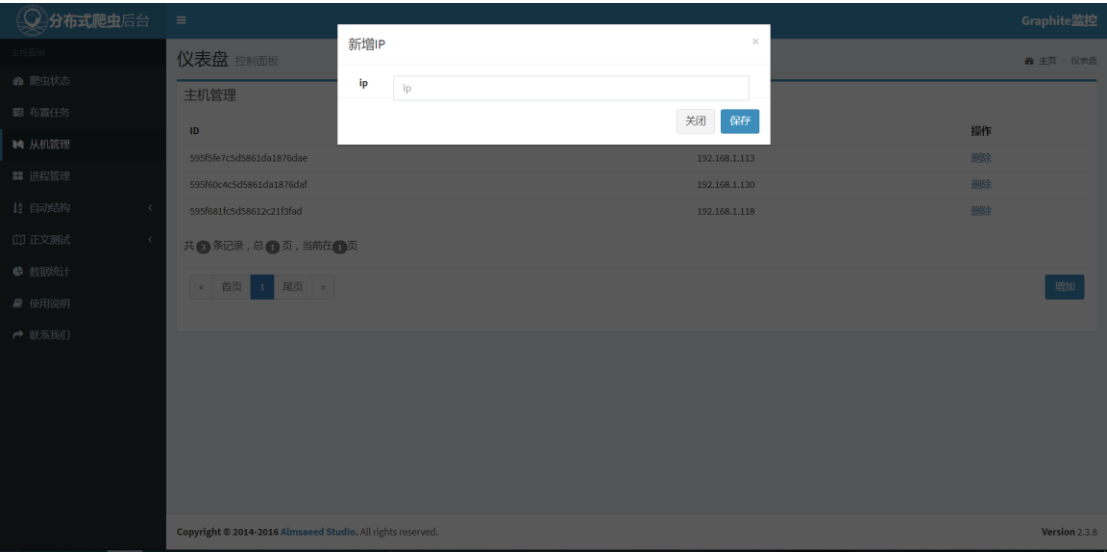 分布式爬虫后台
Graphite监控
新增IP ×
ip ip
关闭 保存
仪表盘 控制面板
主页 > 仪表盘
爬虫状态
布置任务
从机管理
进程管理
自动结构 <
正文测试 <
数据统计
使用说明
联系我们
主机管理
ID 操作
595f5fe7c5d5861da1876dae 192.168.1.113 删除
595f60c4c5d5861da1876daf 192.168.1.130 删除
595f681fc5d58612c21f3fad 192.168.1.118 删除
共 3 条记录，总 1 页，当前在 1 页
« 首页 1 尾页 »
增加
Copyright © 2014-2016 Almsaeed Studio. All rights reserved.
Version 2.3.8